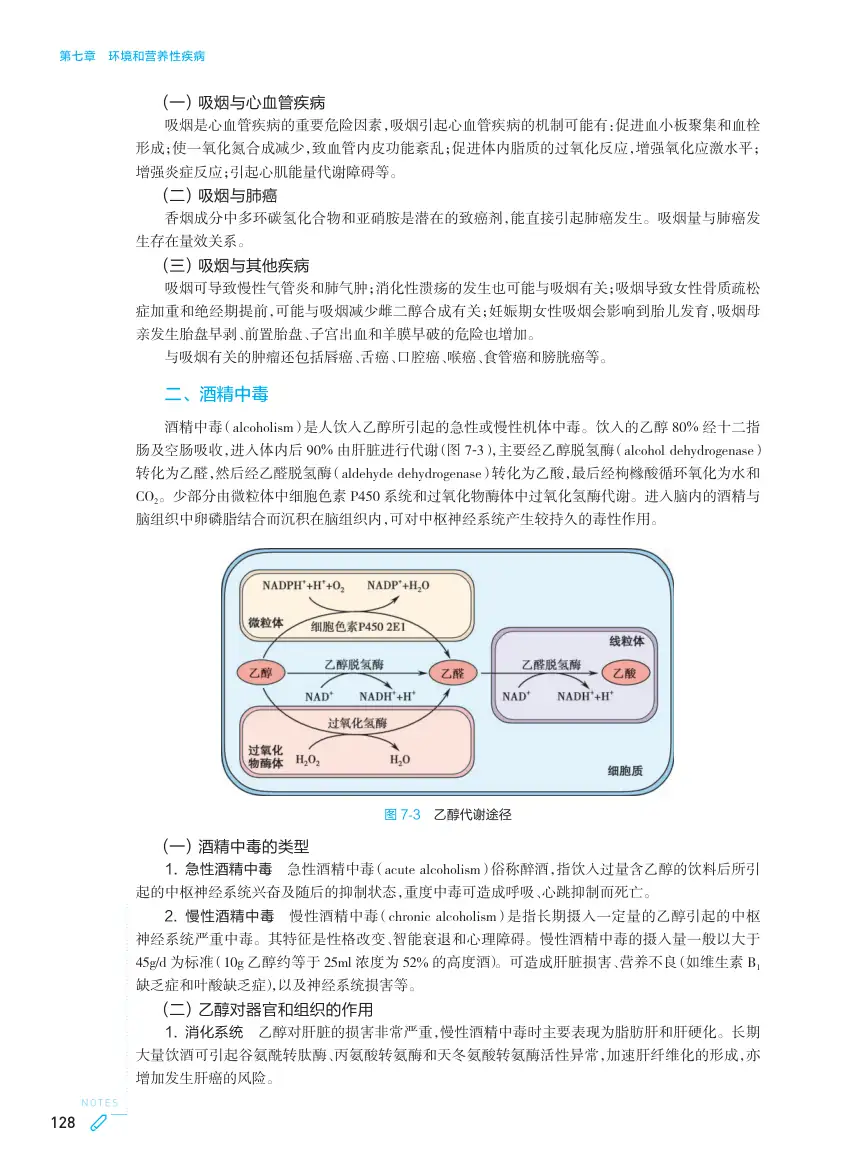 第七章 环境和营养性疾病
（一）吸烟与心血管疾病
吸烟是心血管疾病的重要危险因素，吸烟引起心血管疾病的机制可能有：促进血小板聚集和血栓
形成；使一氧化氮合成减少，致血管内皮功能紊乱；促进体内脂质的过氧化反应，增强氧化应激水平；
增强炎症反应；引起心肌能量代谢障碍等。
（二）吸烟与肺癌
香烟成分中多环碳氢化合物和亚硝胺是潜在的致癌剂，能直接引起肺癌发生。吸烟量与肺癌发
生存在量效关系。
（三）吸烟与其他疾病
吸烟可导致慢性气管炎和肺气肿；消化性溃疡的发生也可能与吸烟有关；吸烟导致女性骨质疏松
症加重和绝经期提前，可能与吸烟减少雌二醇合成有关；妊娠期女性吸烟会影响到胎儿发育，吸烟母
亲发生胎盘早剥、前置胎盘、子宫出血和羊膜早破的危险也增加。
与吸烟有关的肿瘤还包括唇癌、舌癌、口腔癌、喉癌、食管癌和膀胱癌等。
二、酒精中毒
酒精中毒（alcoholism）是人饮入乙醇所引起的急性或慢性机体中毒。饮入的乙醇 80% 经十二指
肠及空肠吸收，进入体内后 90% 由肝脏进行代谢（图 7-3），主要经乙醇脱氢酶（alcohol dehydrogenase）
转化为乙醛，然后经乙醛脱氢酶（aldehyde dehydrogenase）转化为乙酸，最后经枸橼酸循环氧化为水和
CO₂。少部分由微粒体中细胞色素 P450 系统和过氧化物酶体中过氧化氢酶代谢。进入脑内的酒精与
脑组织中卵磷脂结合而沉积在脑组织内，可对中枢神经系统产生较持久的毒性作用。
NADPH⁺+H⁺+O₂ NADP⁺+H₂O
微粒体 细胞色素P450 2E1
线粒体
乙醇 乙醇脱氢酶 乙醛 乙醛脱氢酶 乙酸
NAD⁺ NADH⁺+H⁺ NAD⁺ NADH⁺+H⁺
过氧化氢酶
过氧化
物酶体 H₂O₂ H₂O
细胞质
图 7-3 乙醇代谢途径
（一）酒精中毒的类型
1. 急性酒精中毒 急性酒精中毒（acute alcoholism）俗称醉酒，指饮入过量含乙醇的饮料后所引
起的中枢神经系统兴奋及随后的抑制状态，重度中毒可造成呼吸、心跳抑制而死亡。
2. 慢性酒精中毒 慢性酒精中毒（chronic alcoholism）是指长期摄入一定量的乙醇引起的中枢
神经系统严重中毒。其特征是性格改变、智能衰退和心理障碍。慢性酒精中毒的摄入量一般以大于
45g/d 为标准（10g 乙醇约等于 25ml 浓度为 52% 的高度酒）。可造成肝脏损害、营养不良（如维生素 B₁
缺乏症和叶酸缺乏症），以及神经系统损害等。
（二）乙醇对器官和组织的作用
1. 消化系统 乙醇对肝脏的损害非常严重，慢性酒精中毒时主要表现为脂肪肝和肝硬化。长期
大量饮酒可引起谷氨酰转肽酶、丙氨酸转氨酶和天冬氨酸转氨酶活性异常，加速肝纤维化的形成，亦
增加发生肝癌的风险。
NOTES
128